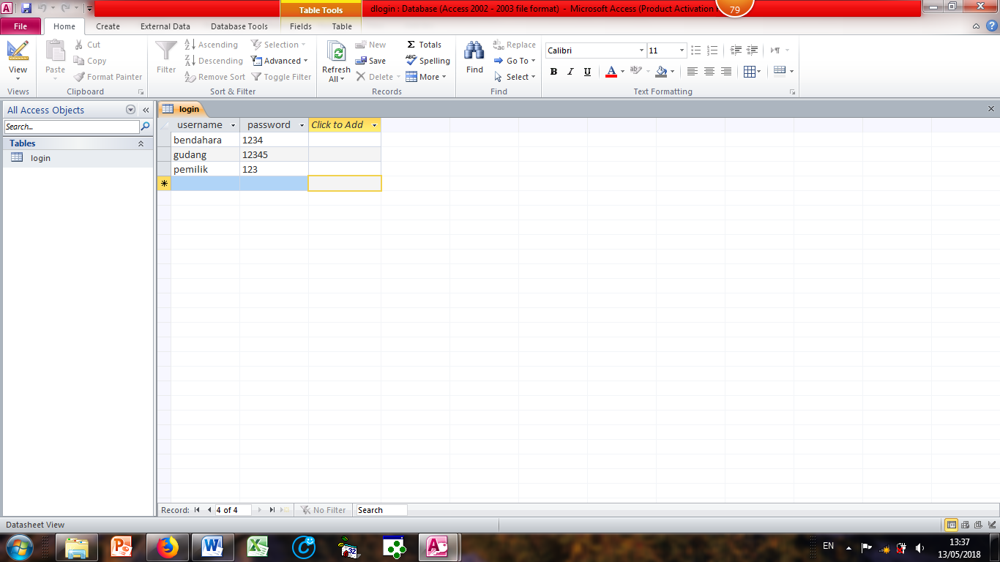 Table Tools
dlogin : Database (Access 2002 - 2003 file format) - Microsoft Access (Product Activation
79
File Home Create External Data Database Tools Fields Table
View
Views
Paste
Cut
Copy
Format Painter
Clipboard
Filter
Ascending
Descending
Remove Sort
Selection
Advanced
Toggle Filter
Sort & Filter
Refresh
All
New
Save
Delete
Totals
Spelling
More
Records
Find
Replace
Go To
Select
Find
Calibri 11
B I U A
Text Formatting
All Access Objects
Search...
Tables
login
login
username password Click to Add
bendahara 1234
gudang 12345
pemilik 123
Record: 4 of 4 No Filter Search
Datasheet View
EN
13:37
13/05/2018